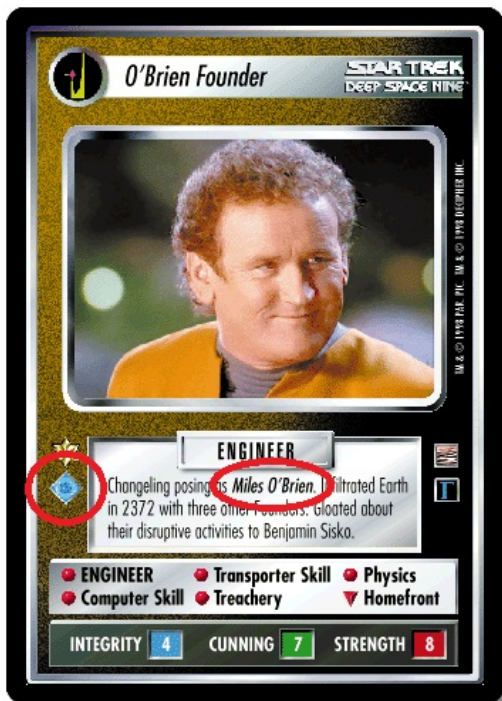 O'Brien Founder
STAR TREK
DEEP SPACE NINE
TM & © 1998 PAR. PIC. TM & © 1998 DECIPHER INC.
ENGINEER
Changeling posing as Miles O'Brien. Infiltrated Earth
in 2372 with three other Founders. Gloated about
their disruptive activities to Benjamin Sisko.
ENGINEER Transporter Skill Physics
Computer Skill Treachery Homefront
INTEGRITY 4 CUNNING 7 STRENGTH 8